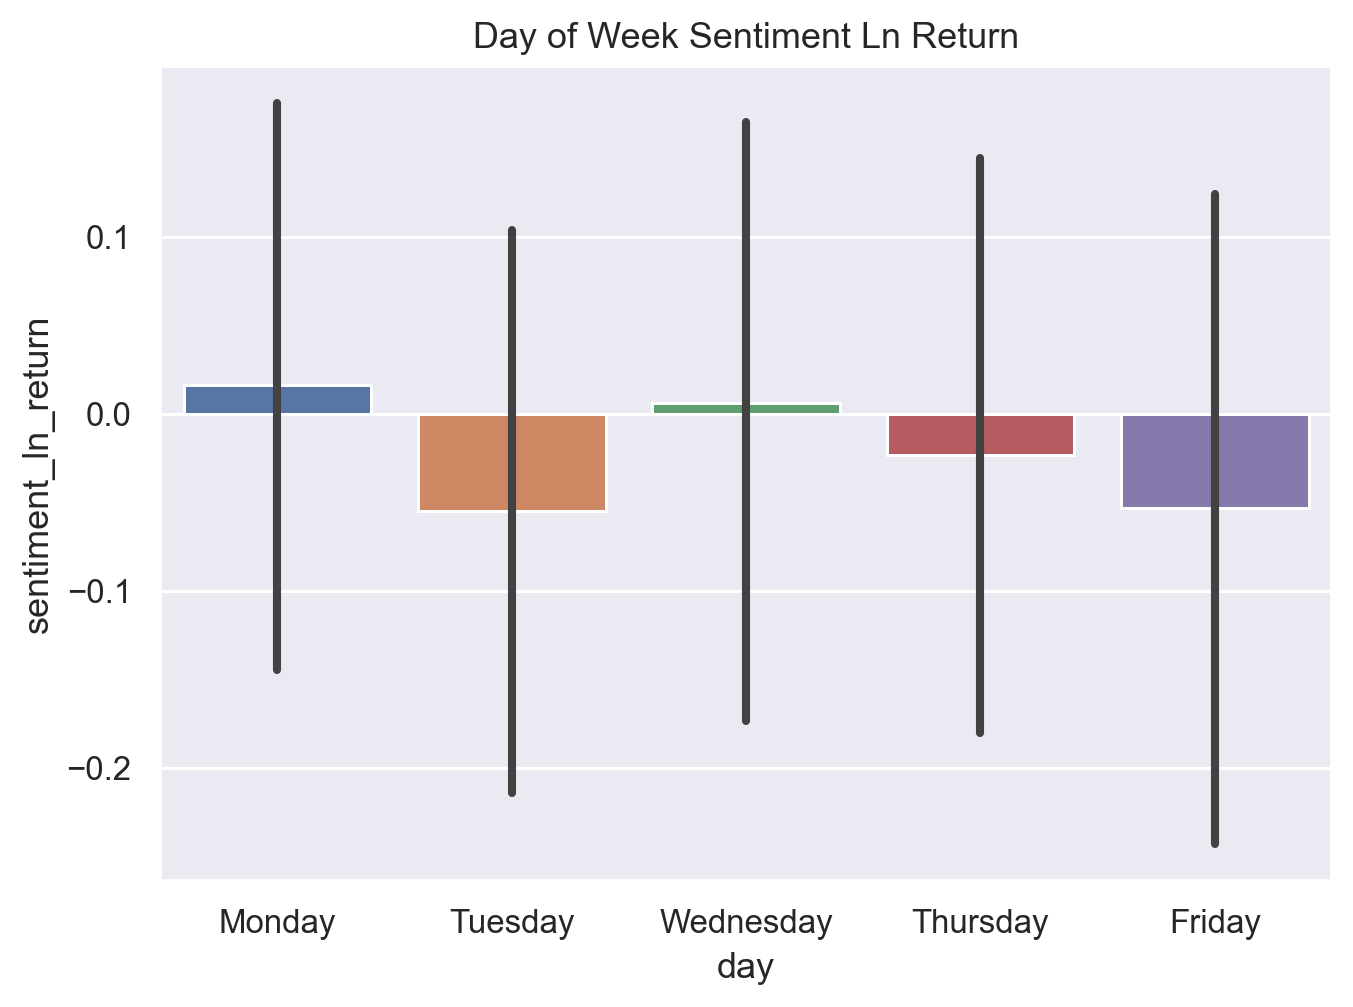 Day of Week Sentiment Ln Return
sentiment_ln_return
0.1
0.0
−0.1
−0.2
Monday Tuesday Wednesday Thursday Friday
day